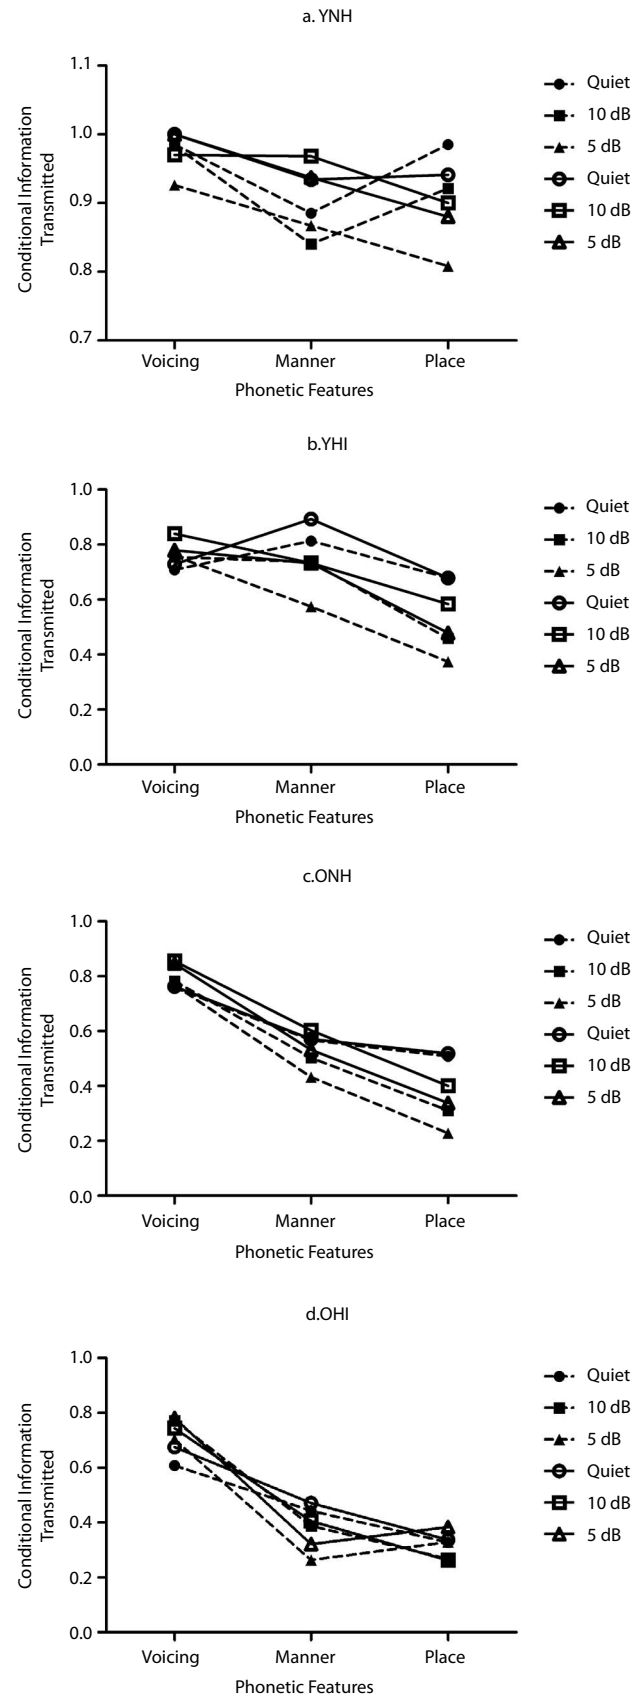 a. YNH
1.1
1.0
0.9
0.8
0.7
Conditional Information
Transmitted
Voicing
Manner
Place
Phonetic Features
Quiet
10 dB
5 dB
Quiet
10 dB
5 dB
b.YHI
1.0
0.8
0.6
0.4
0.2
0.0
Conditional Information
Transmitted
Voicing
Manner
Place
Phonetic Features
Quiet
10 dB
5 dB
Quiet
10 dB
5 dB
c.ONH
1.0
0.8
0.6
0.4
0.2
0.0
Conditional Information
Transmitted
Voicing
Manner
Place
Phonetic Features
Quiet
10 dB
5 dB
Quiet
10 dB
5 dB
d.OHI
1.0
0.8
0.6
0.4
0.2
0.0
Conditional Information
Transmitted
Voicing
Manner
Place
Phonetic Features
Quiet
10 dB
5 dB
Quiet
10 dB
5 dB